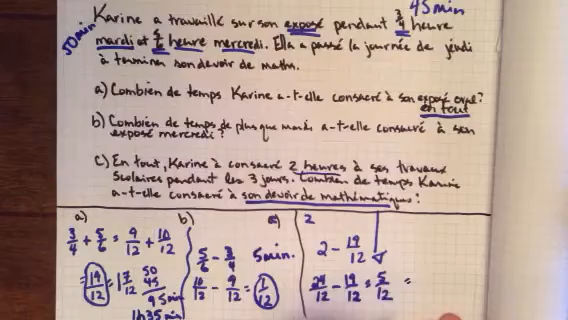 45 min
Karine a travaillé sur son exposé pendant 3/4 heure
50 min
mardi et 5/6 heure mercredi. Ella a passé la journée de jeudi
à terminer son devoir de maths.
a) Combien de temps Karine a-t-elle consacré à son exposé oral?
en tout
b) Combien de temps de plus que mardi a-t-elle consacré à son
exposé mercredi?
c) En tout, Karine à consacré 2 heures à ses travaux
scolaires pendant les 3 jours. Combien de temps Karine
a-t-elle consacré à son devoir de mathématiques?
a)
3/4 + 5/6 = 9/12 + 10/12
= 19/12 = 1 7/12
50
45
95 min
1h35 min
b)
5/6 - 3/4 5 min.
10/12 - 9/12 = 1/12
c)
2
2 - 19/12
24/12 - 19/12 = 5/12 =